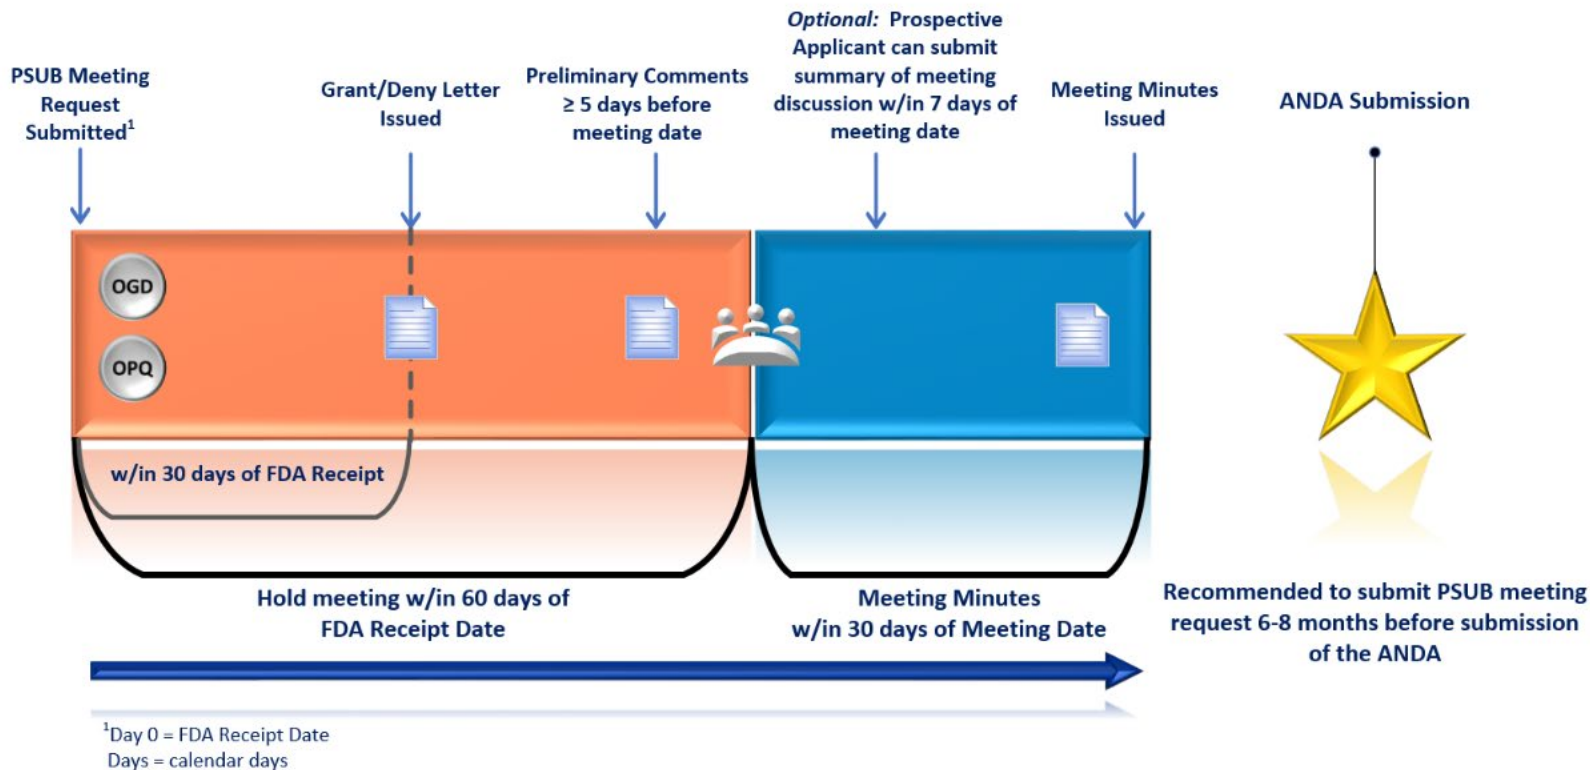 PSUB Meeting
Request
Submitted¹
Grant/Deny Letter
Issued
Preliminary Comments
≥ 5 days before
meeting date
Optional: Prospective
Applicant can submit
summary of meeting
discussion w/in 7 days of
meeting date
Meeting Minutes
Issued
ANDA Submission
OGD
OPQ
w/in 30 days of FDA Receipt
Hold meeting w/in 60 days of
FDA Receipt Date
Meeting Minutes
w/in 30 days of Meeting Date
Recommended to submit PSUB meeting
request 6-8 months before submission
of the ANDA
¹Day 0 = FDA Receipt Date
Days = calendar days